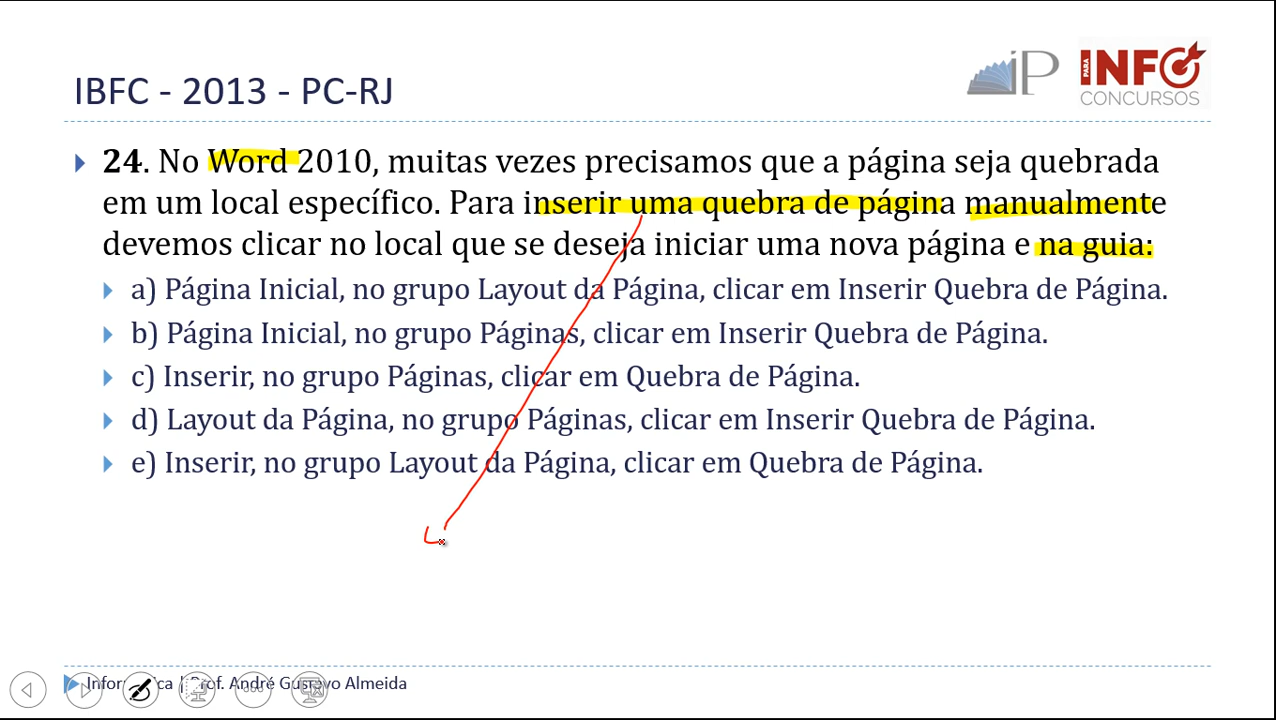 IBFC - 2013 - PC-RJ
iP
PARA
INFO
CONCURSOS
24. No Word 2010, muitas vezes precisamos que a página seja quebrada
em um local específico. Para inserir uma quebra de página manualmente
devemos clicar no local que se deseja iniciar uma nova página e na guia:
a) Página Inicial, no grupo Layout da Página, clicar em Inserir Quebra de Página.
b) Página Inicial, no grupo Páginas, clicar em Inserir Quebra de Página.
c) Inserir, no grupo Páginas, clicar em Quebra de Página.
d) Layout da Página, no grupo Páginas, clicar em Inserir Quebra de Página.
e) Inserir, no grupo Layout da Página, clicar em Quebra de Página.
Informática | Prof. André Gustavo Almeida